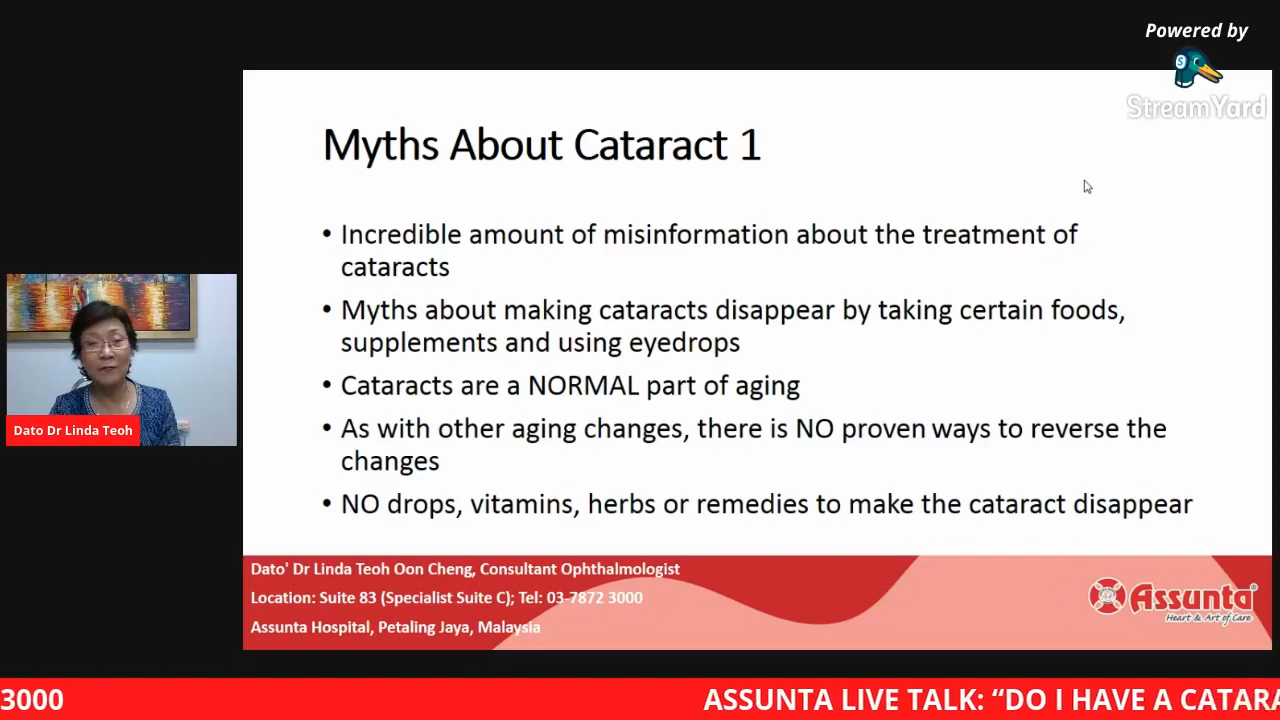 Powered by
StreamYard
Myths About Cataract 1
• Incredible amount of misinformation about the treatment of
cataracts
• Myths about making cataracts disappear by taking certain foods,
supplements and using eyedrops
• Cataracts are a NORMAL part of aging
• As with other aging changes, there is NO proven ways to reverse the
changes
• NO drops, vitamins, herbs or remedies to make the cataract disappear
Dato Dr Linda Teoh
Dato' Dr Linda Teoh Oon Cheng, Consultant Ophthalmologist
Location: Suite 83 (Specialist Suite C); Tel: 03-7872 3000
Assunta Hospital, Petaling Jaya, Malaysia
Assunta
Heart & Art of Care
3000
ASSUNTA LIVE TALK: “DO I HAVE A CATARA